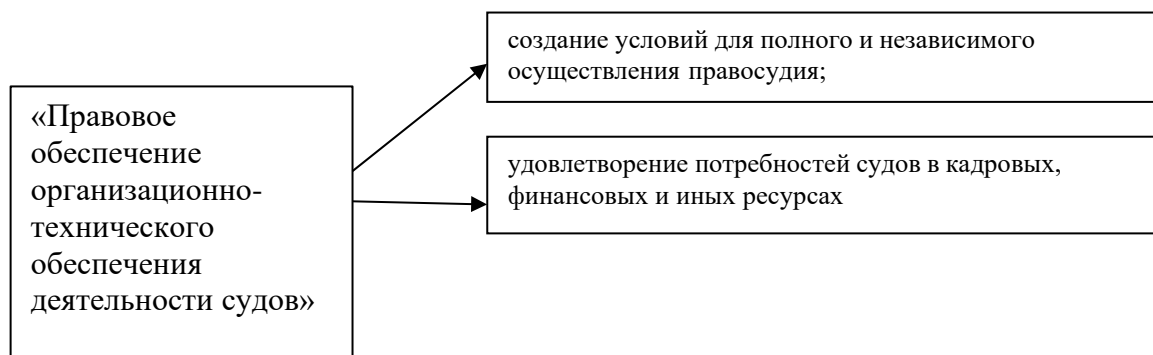 «Правовое
обеспечение
организационно-
технического
обеспечения
деятельности судов»
создание условий для полного и независимого
осуществления правосудия;
удовлетворение потребностей судов в кадровых,
финансовых и иных ресурсах